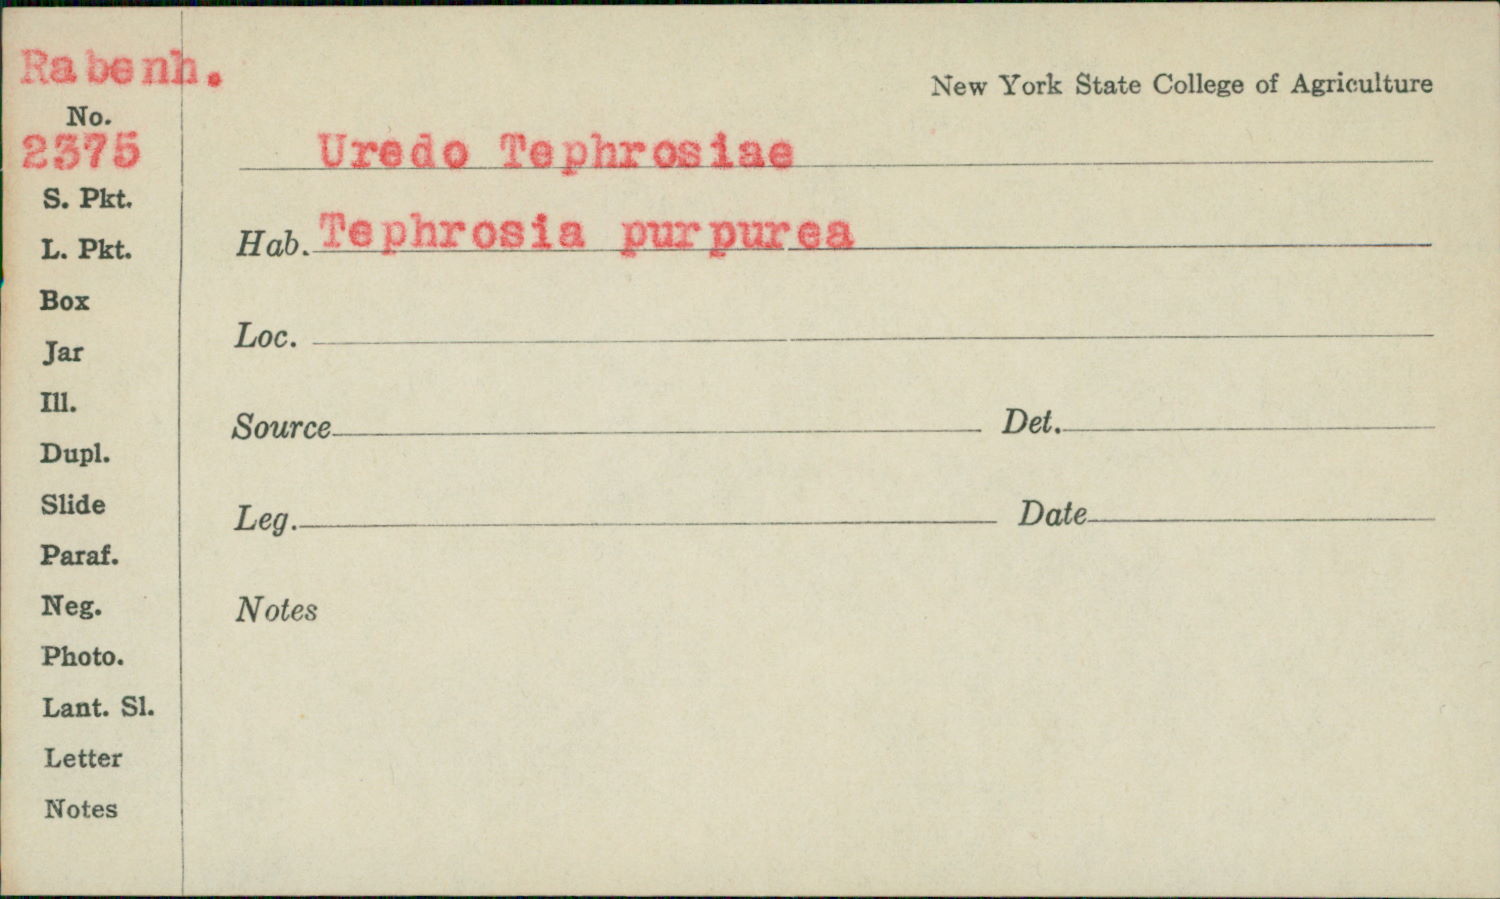 Rabenh.
New York State College of Agriculture
No.
2375
Uredo Tephrosiae
S. Pkt.
Hab. Tephrosia purpurea
L. Pkt.
Box
Loc.
Jar
Ill.
Source Det.
Dupl.
Slide
Leg. Date
Paraf.
Neg.
Notes
Photo.
Lant. Sl.
Letter
Notes